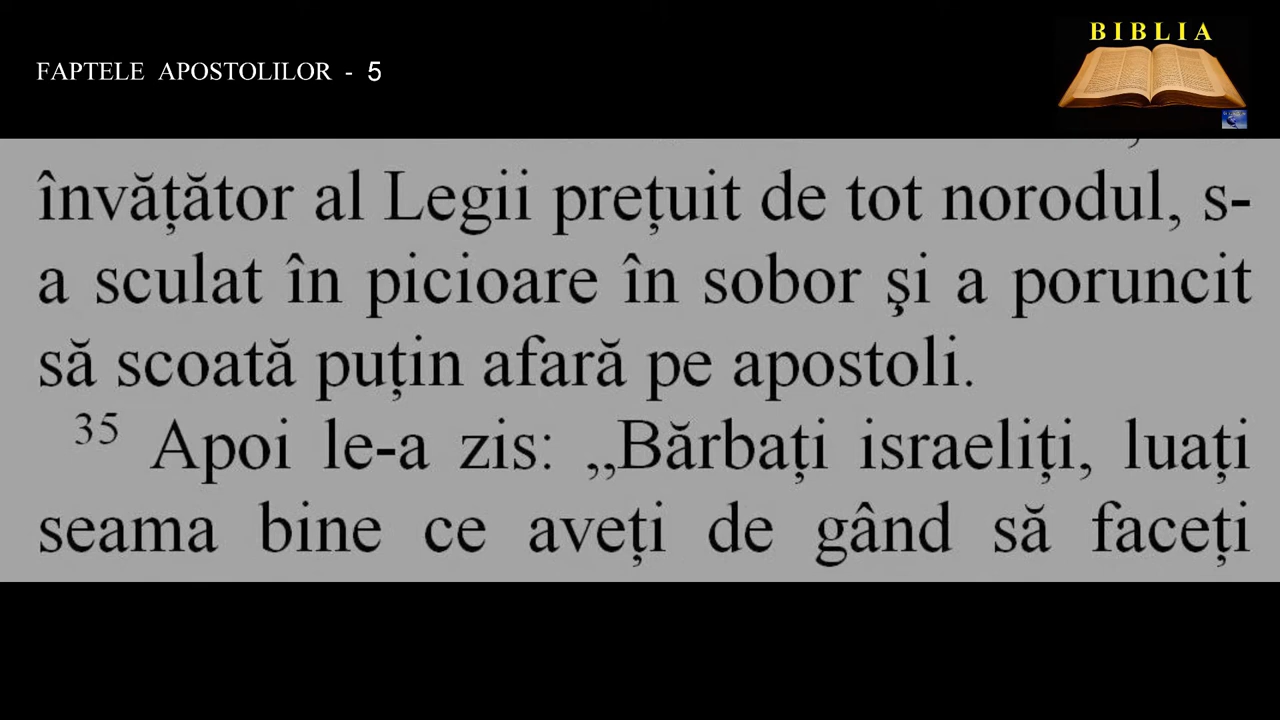 BIBLIA
FAPTELE APOSTOLILOR - 5
învățător al Legii prețuit de tot norodul, s-
a sculat în picioare în sobor şi a poruncit
să scoată puțin afară pe apostoli.
35 Apoi le-a zis: „Bărbați israeliți, luați
seama bine ce aveți de gând să faceți